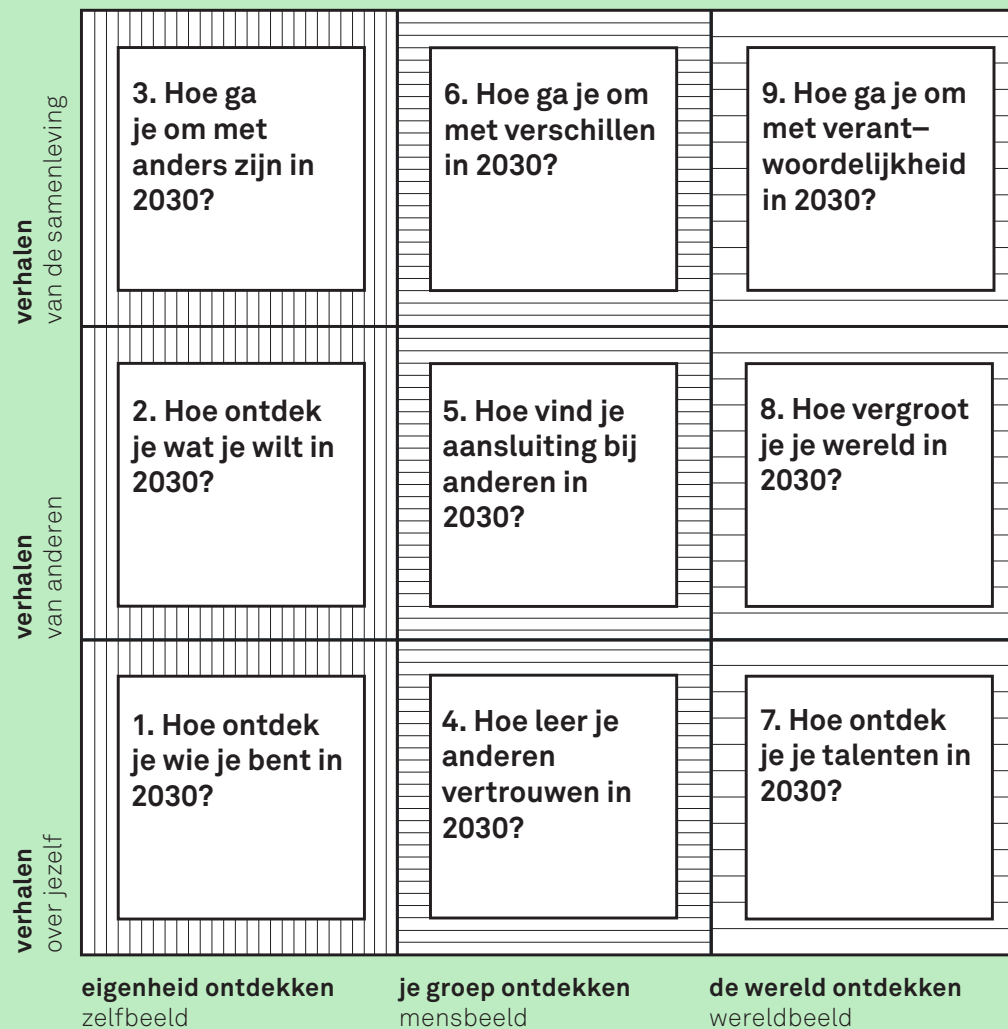 verhalen
van de samenleving
3. Hoe ga
je om met
anders zijn in
2030?
6. Hoe ga je om
met verschillen
in 2030?
9. Hoe ga je om
met verant–
woordelijkheid
in 2030?
verhalen
van anderen
2. Hoe ontdek
je wat je wilt in
2030?
5. Hoe vind je
aansluiting bij
anderen in
2030?
8. Hoe vergroot
je je wereld in
2030?
verhalen
over jezelf
1. Hoe ontdek
je wie je bent in
2030?
4. Hoe leer je
anderen
vertrouwen in
2030?
7. Hoe ontdek
je je talenten in
2030?
eigenheid ontdekken
zelfbeeld
je groep ontdekken
mensbeeld
de wereld ontdekken
wereldbeeld